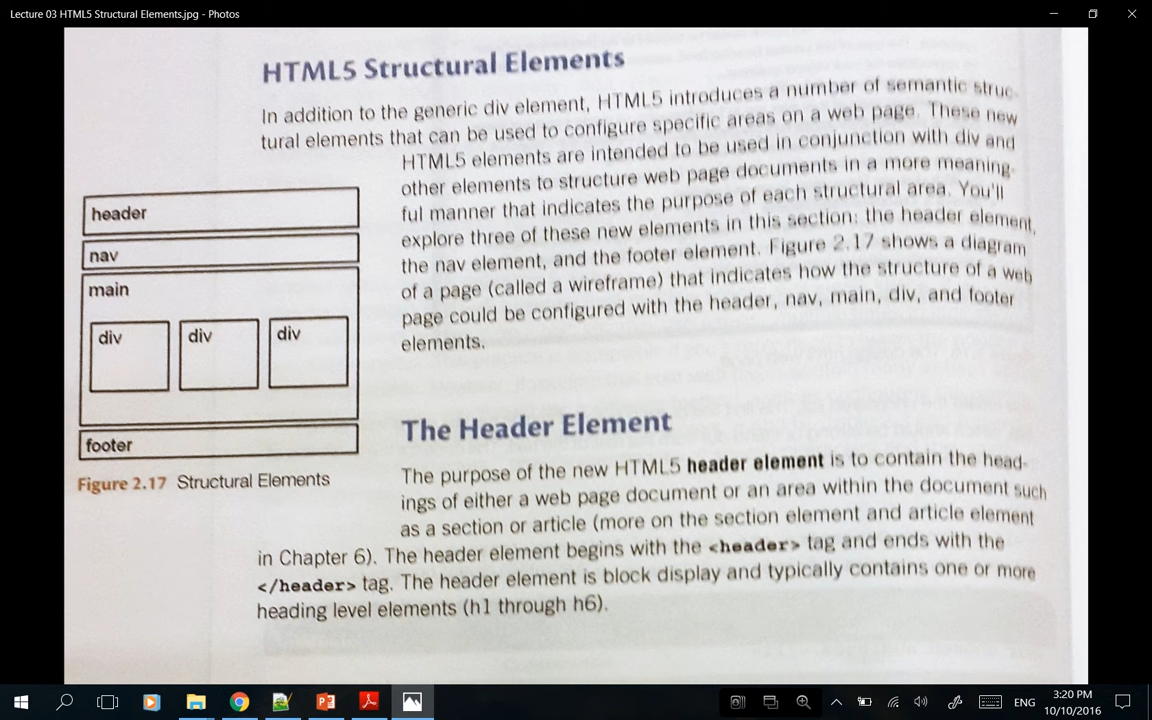 Lecture 03 HTML5 Structural Elements.jpg - Photos
HTML5 Structural Elements
In addition to the generic div element, HTML5 introduces a number of semantic struc-
tural elements that can be used to configure specific areas on a web page. These new
HTML5 elements are intended to be used in conjunction with div and
other elements to structure web page documents in a more meaning-
ful manner that indicates the purpose of each structural area. You'll
explore three of these new elements in this section: the header element,
the nav element, and the footer element. Figure 2.17 shows a diagram
of a page (called a wireframe) that indicates how the structure of a web
page could be configured with the header, nav, main, div, and footer
elements.
header
nav
main
div div div
footer
Figure 2.17 Structural Elements
The Header Element
The purpose of the new HTML5 header element is to contain the head-
ings of either a web page document or an area within the document such
as a section or article (more on the section element and article element
in Chapter 6). The header element begins with the <header> tag and ends with the
</header> tag. The header element is block display and typically contains one or more
heading level elements (h1 through h6).
ENG
3:20 PM
10/10/2016